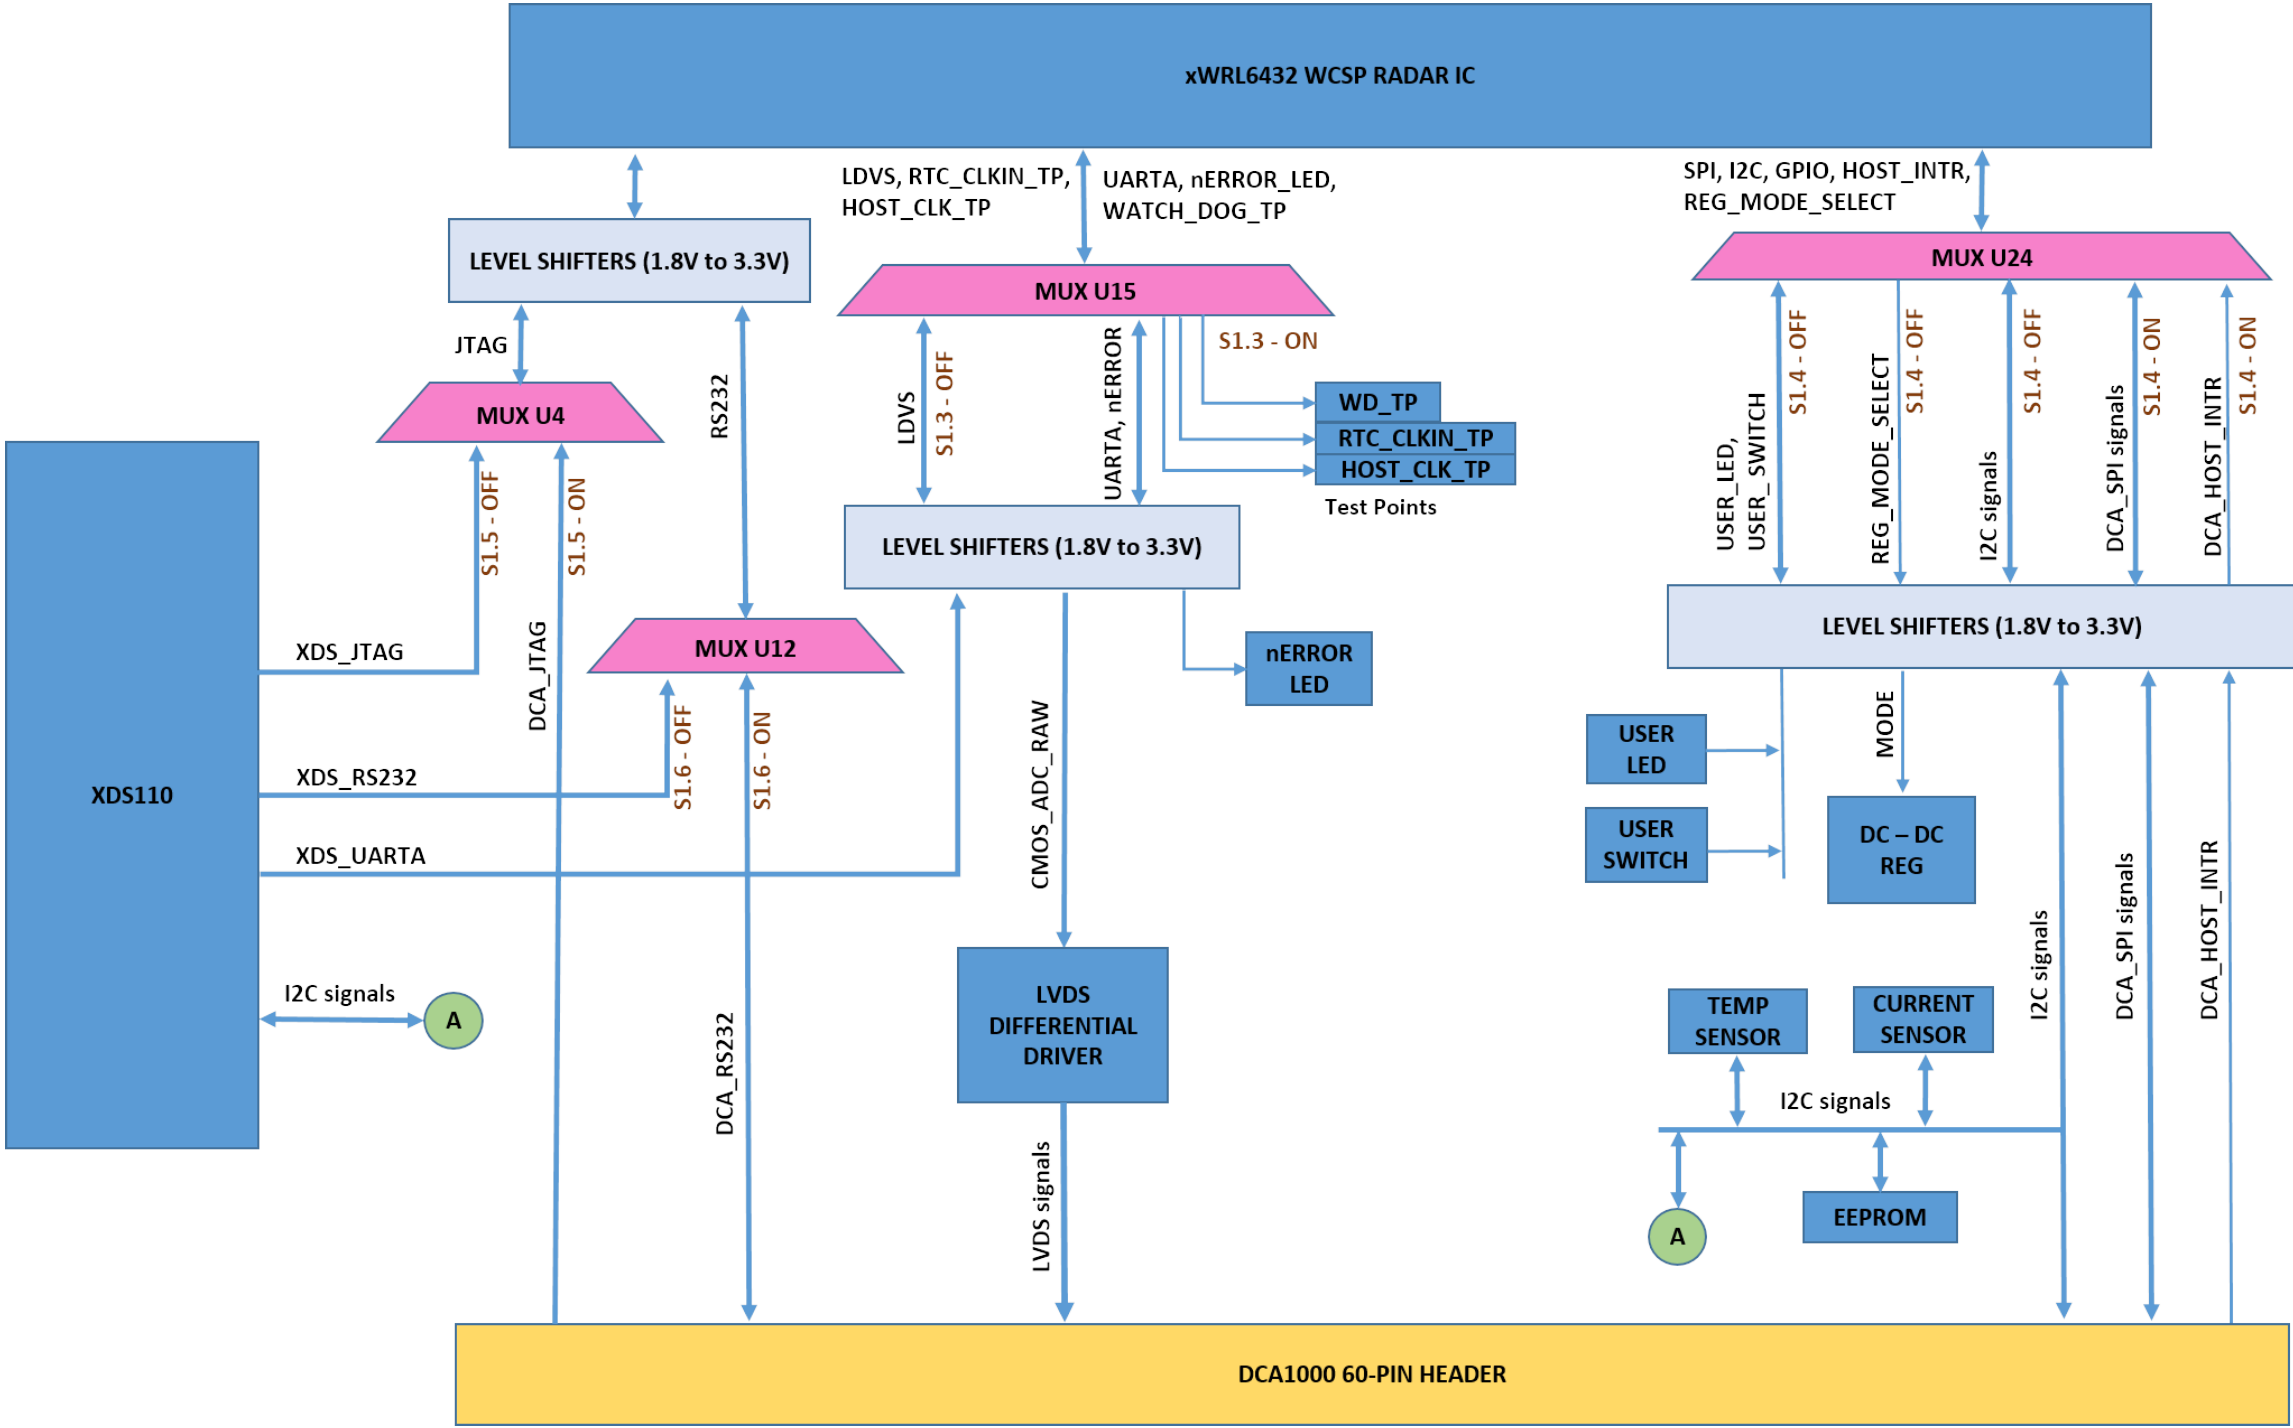 xWRL6432 WCSP RADAR IC
LDVS, RTC_CLKIN_TP,
HOST_CLK_TP
UARTA, nERROR_LED,
WATCH_DOG_TP
SPI, I2C, GPIO, HOST_INTR,
REG_MODE_SELECT
LEVEL SHIFTERS (1.8V to 3.3V)
MUX U15
MUX U24
JTAG
RS232
MUX U4
LDVS
S1.3 - OFF
UARTA, nERROR
S1.3 - ON
WD_TP
RTC_CLKIN_TP
HOST_CLK_TP
Test Points
USER_LED,
USER_ SWITCH
S1.4 - OFF
REG_MODE_SELECT
S1.4 - OFF
I2C signals
S1.4 - OFF
DCA_SPI signals
S1.4 - ON
DCA_HOST_INTR
S1.4 - ON
S1.5 - OFF
S1.5 - ON
LEVEL SHIFTERS (1.8V to 3.3V)
LEVEL SHIFTERS (1.8V to 3.3V)
XDS110
XDS_JTAG
DCA_JTAG
MUX U12
nERROR
LED
XDS_RS232
S1.6 - OFF
S1.6 - ON
XDS_UARTA
CMOS_ADC_RAW
USER
LED
MODE
USER
SWITCH
DC – DC
REG
I2C signals
DCA_SPI signals
DCA_HOST_INTR
I2C signals
A
DCA_RS232
LVDS
DIFFERENTIAL
DRIVER
TEMP
SENSOR
CURRENT
SENSOR
I2C signals
LVDS signals
A
EEPROM
DCA1000 60-PIN HEADER